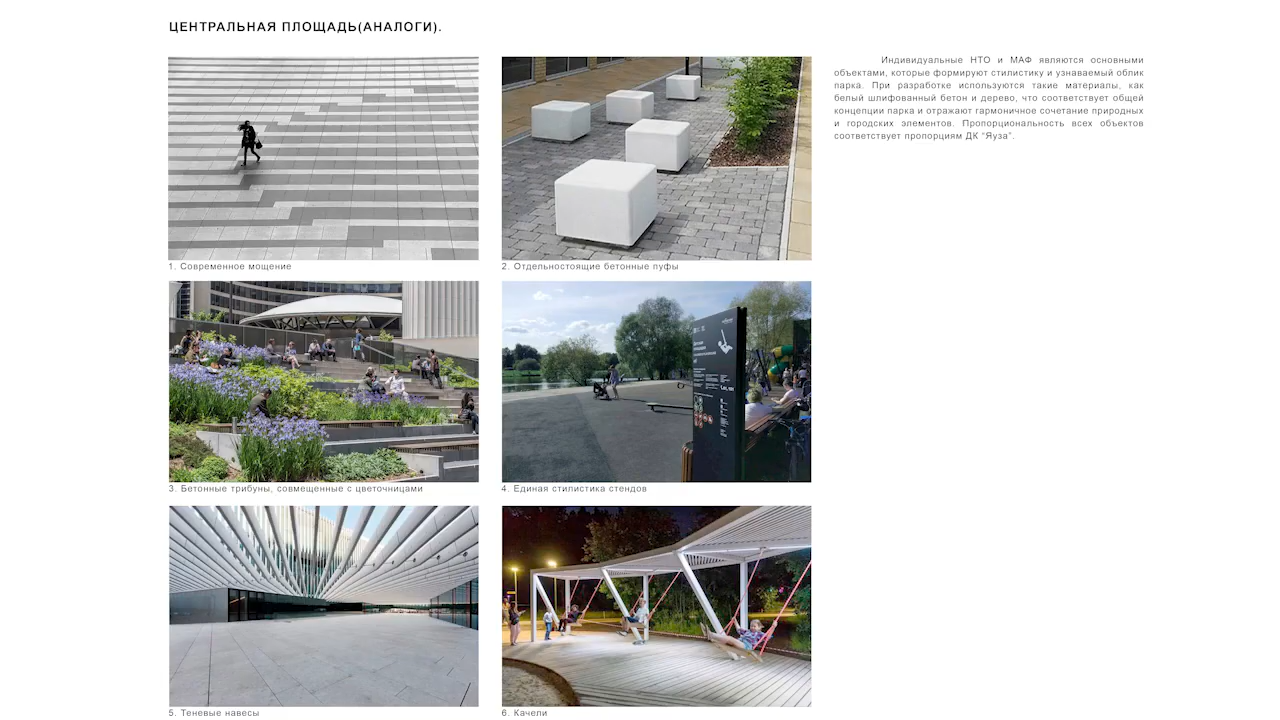 ЦЕНТРАЛЬНАЯ ПЛОЩАДЬ(АНАЛОГИ).
Индивидуальные НТО и МАФ являются основными
объектами, которые формируют стилистику и узнаваемый облик
парка. При разработке используются такие материалы, как
белый шлифованный бетон и дерево, что соответствует общей
концепции парка и отражают гармоничное сочетание природных
и городских элементов. Пропорциональность всех объектов
соответствует пропорциям ДК "Яуза".
1. Современное мощение
2. Отдельностоящие бетонные пуфы
3. Бетонные трибуны, совмещенные с цветочницами
4. Единая стилистика стендов
5. Теневые навесы
6. Качели